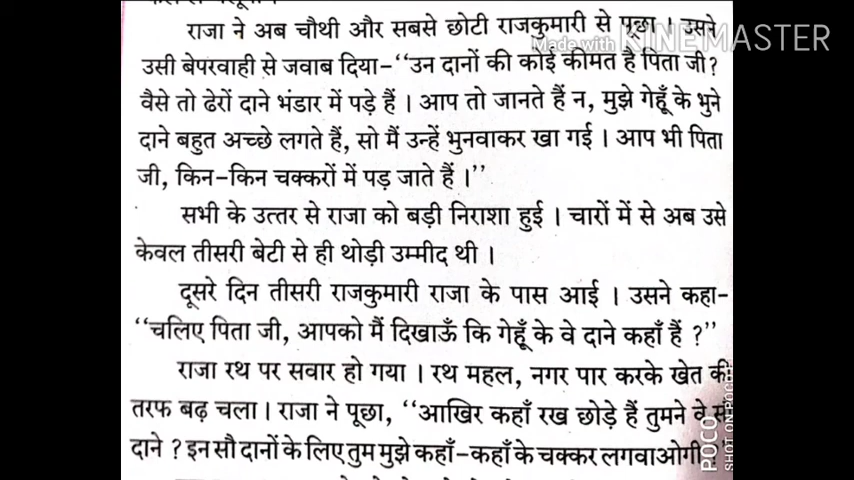 राजा ने अब चौथी और सबसे छोटी राजकुमारी से पूछा । उसने
Made with KINEMASTER
उसी बेपरवाही से जवाब दिया-“उन दानों की कोई कीमत है पिता जी?
वैसे तो ढेरों दाने भंडार में पड़े हैं । आप तो जानते हैं न, मुझे गेहूँ के भुने
दाने बहुत अच्छे लगते हैं, सो मैं उन्हें भुनवाकर खा गई । आप भी पिता
जी, किन-किन चक्करों में पड़ जाते हैं ।”
सभी के उत्तर से राजा को बड़ी निराशा हुई । चारों में से अब उसे
केवल तीसरी बेटी से ही थोड़ी उम्मीद थी ।
दूसरे दिन तीसरी राजकुमारी राजा के पास आई । उसने कहा-
“चलिए पिता जी, आपको मैं दिखाऊँ कि गेहूँ के वे दाने कहाँ हैं ?”
राजा रथ पर सवार हो गया । रथ महल, नगर पार करके खेत की
तरफ बढ़ चला । राजा ने पूछा, “आखिर कहाँ रख छोड़े हैं तुमने वे
दाने ? इन सौ दानों के लिए तुम मुझे कहाँ-कहाँ के चक्कर लगवाओगी ?”
POCO
SHOT ON POCO